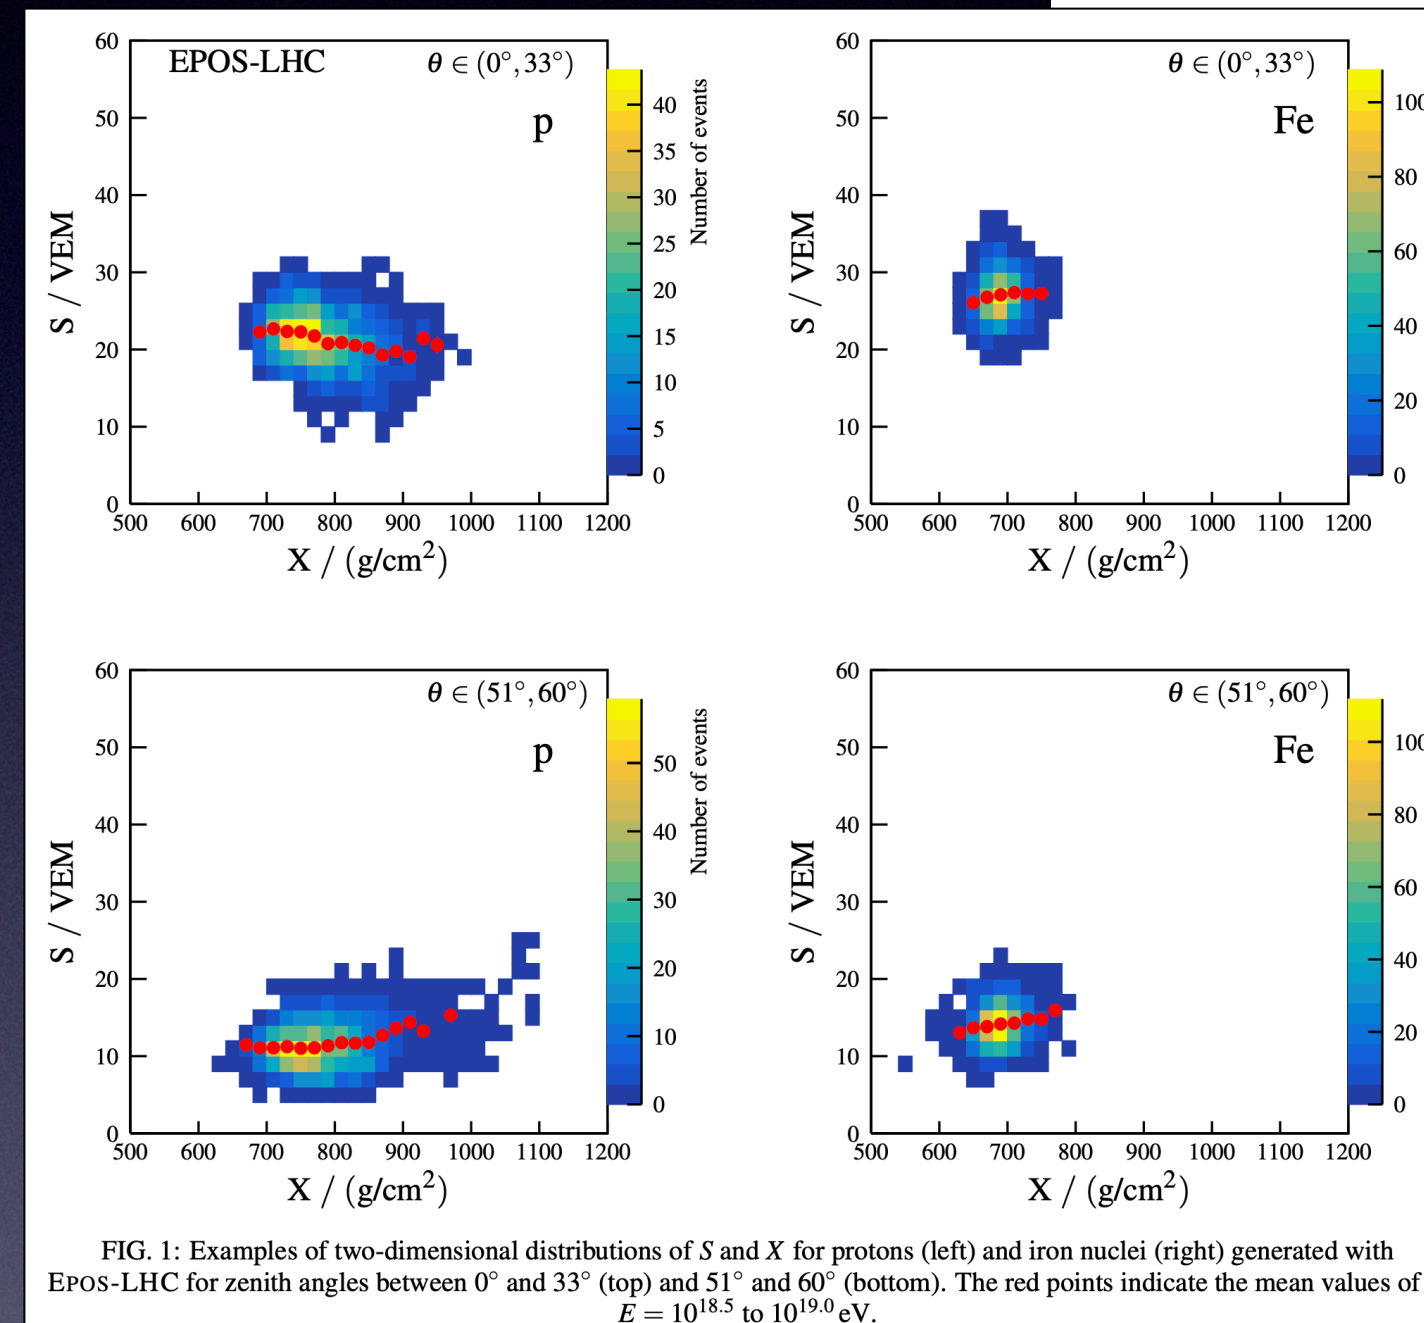 EPOS-LHC
θ ∈ (0°, 33°)
p
60
50
40
30
20
10
0
S / VEM
500 600 700 800 900 1000 1100 1200
X / (g/cm²)
40
35
30
25
20
15
10
5
0
Number of events
θ ∈ (0°, 33°)
Fe
60
50
40
30
20
10
0
S / VEM
500 600 700 800 900 1000 1100 1200
X / (g/cm²)
100
80
60
40
20
0
θ ∈ (51°, 60°)
p
60
50
40
30
20
10
0
S / VEM
500 600 700 800 900 1000 1100 1200
X / (g/cm²)
50
40
30
20
10
0
Number of events
θ ∈ (51°, 60°)
Fe
60
50
40
30
20
10
0
S / VEM
500 600 700 800 900 1000 1100 1200
X / (g/cm²)
100
80
60
40
20
0
FIG. 1: Examples of two-dimensional distributions of S and X for protons (left) and iron nuclei (right) generated with
EPOS-LHC for zenith angles between 0° and 33° (top) and 51° and 60° (bottom). The red points indicate the mean values of
E = 10^18.5 to 10^19.0 eV.